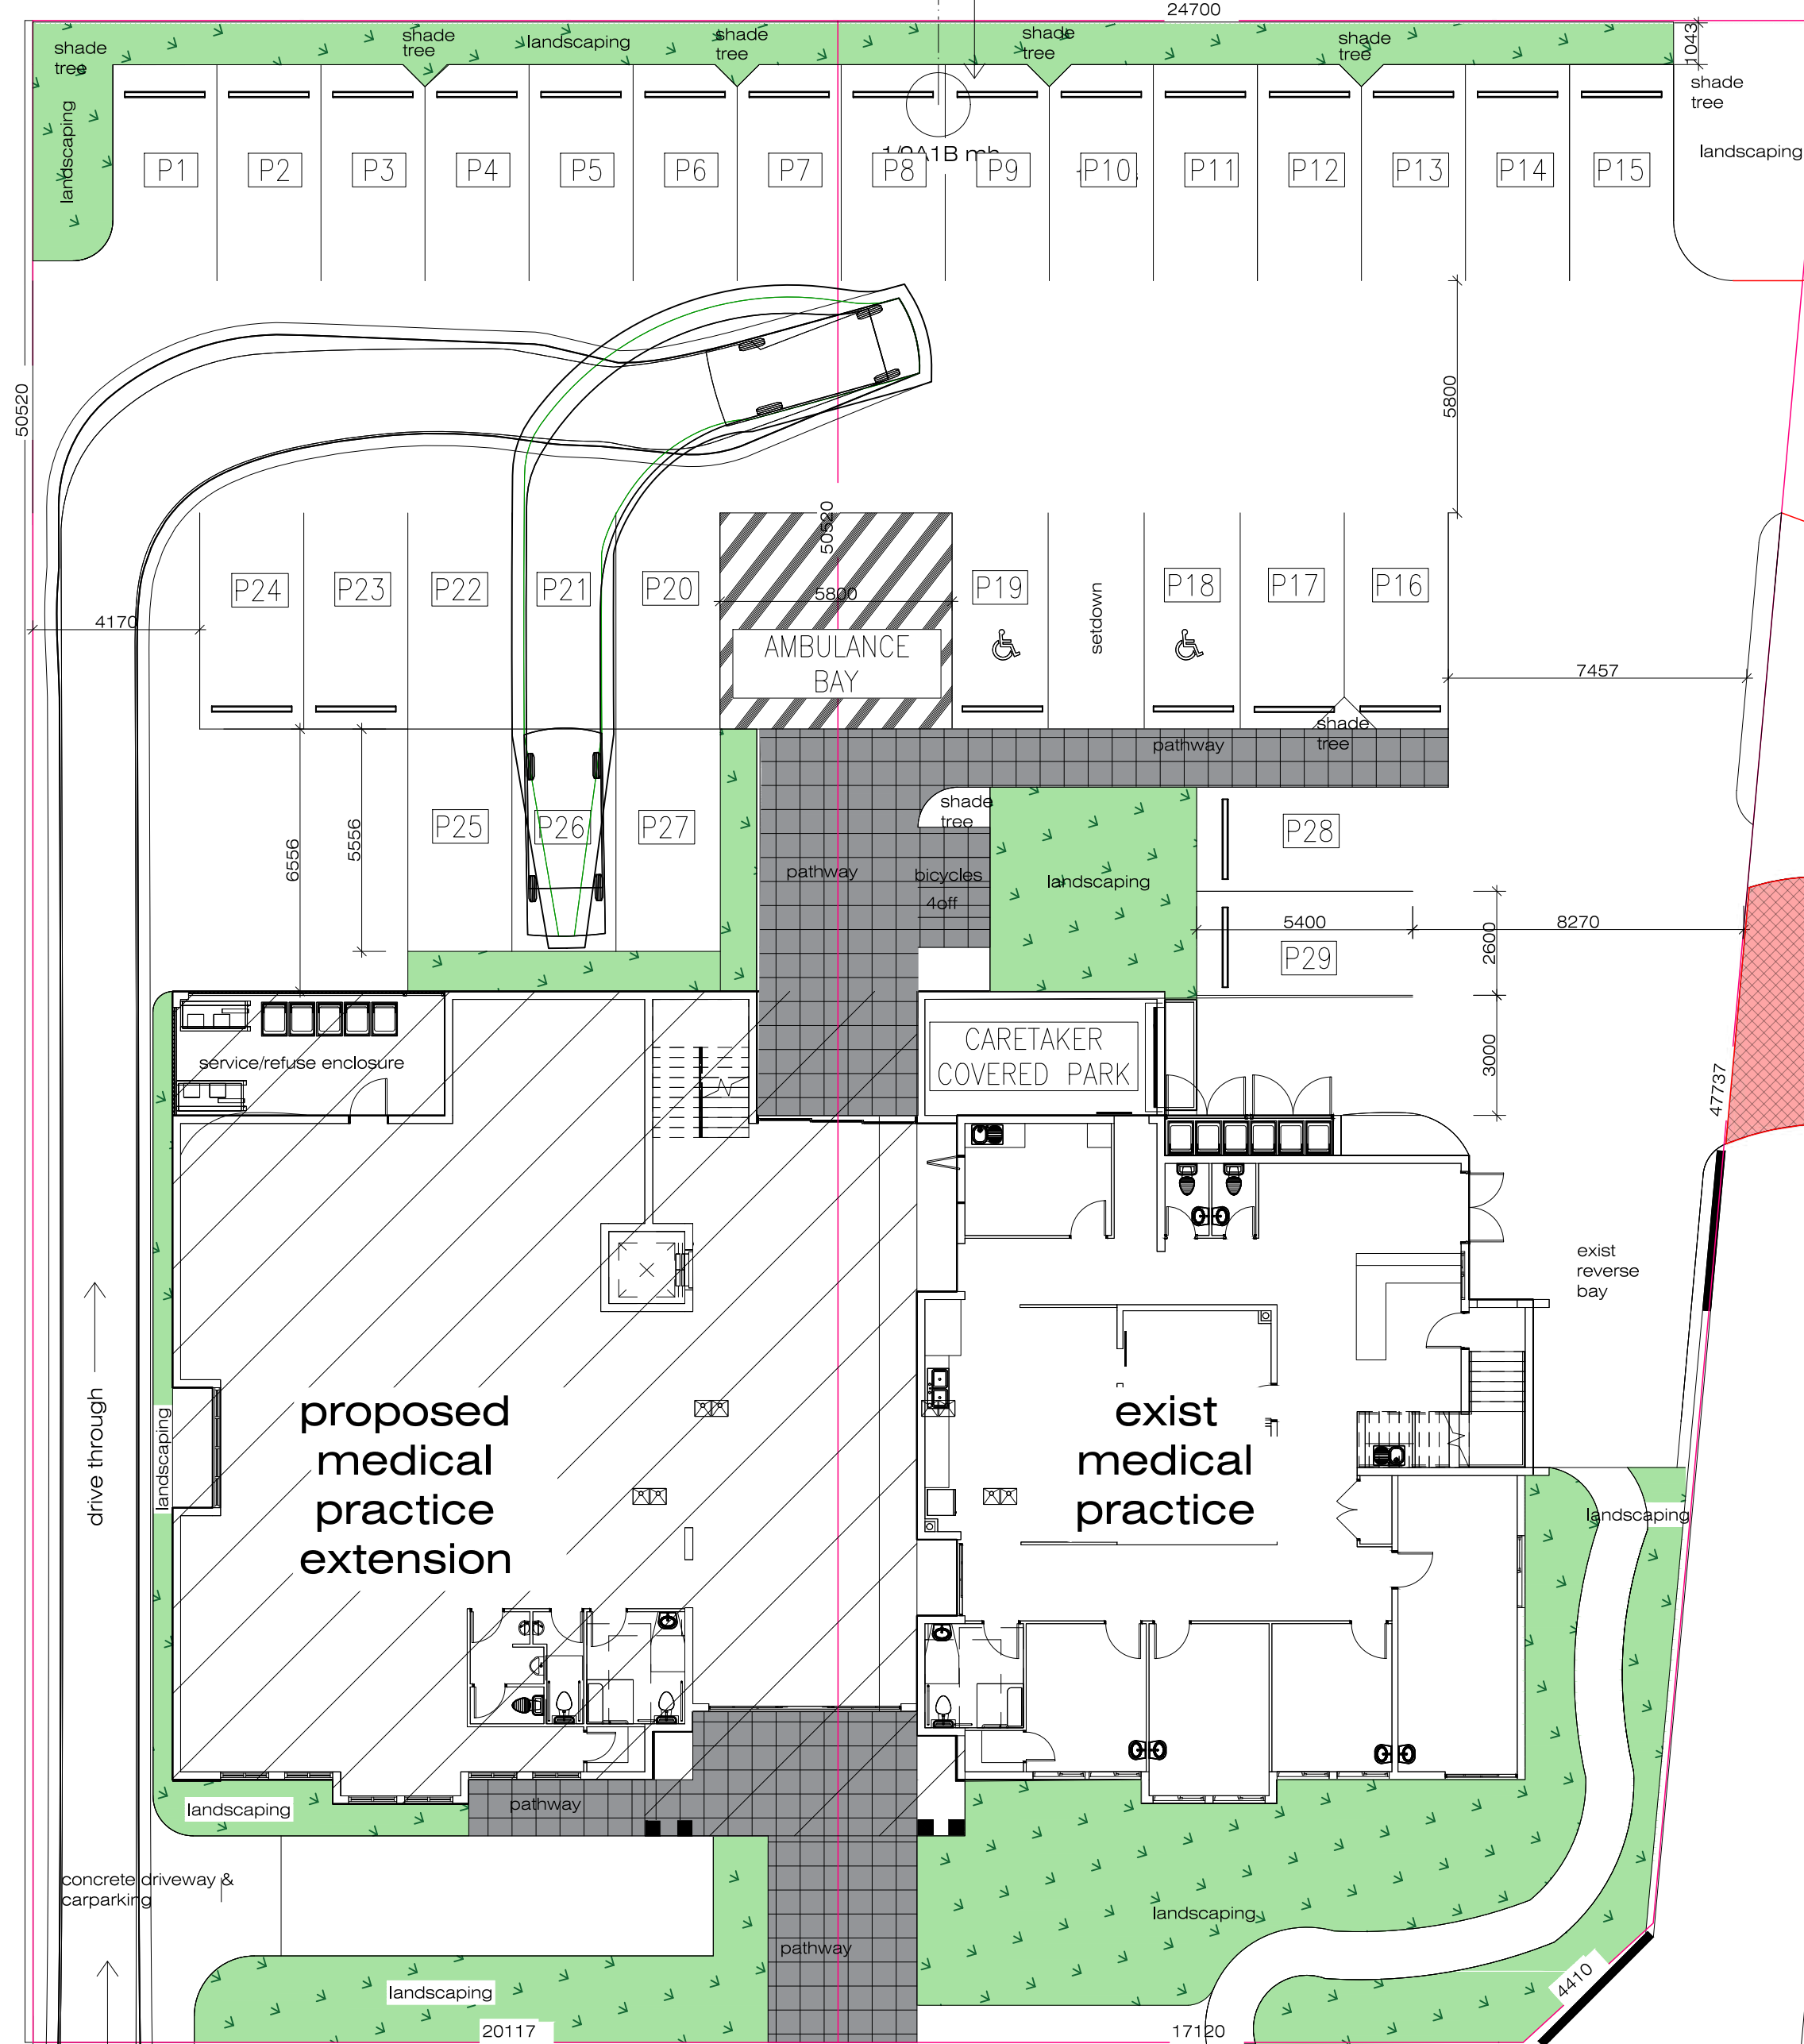 24700
shade
tree
shade
tree
landscaping
shade
tree
shade
tree
shade
tree
1043
shade
tree
landscaping
landscaping
P1
P2
P3
P4
P5
P6
P7
P8
P9
P10
P11
P12
P13
P14
P15
50520
5800
50520
P24
P23
P22
P21
P20
5800
AMBULANCE
BAY
P19
setdown
P18
P17
P16
4170
7457
shade
tree
pathway
6556
5556
P25
P26
P27
pathway
shade
tree
bicycles
4off
landscaping
P28
5400
8270
2600
P29
3000
47737
service/refuse enclosure
CARETAKER
COVERED PARK
exist
reverse
bay
drive through
landscaping
proposed
medical
practice
extension
exist
medical
practice
landscaping
landscaping
pathway
concrete driveway &
carparking
landscaping
pathway
landscaping
4410
20117
17120